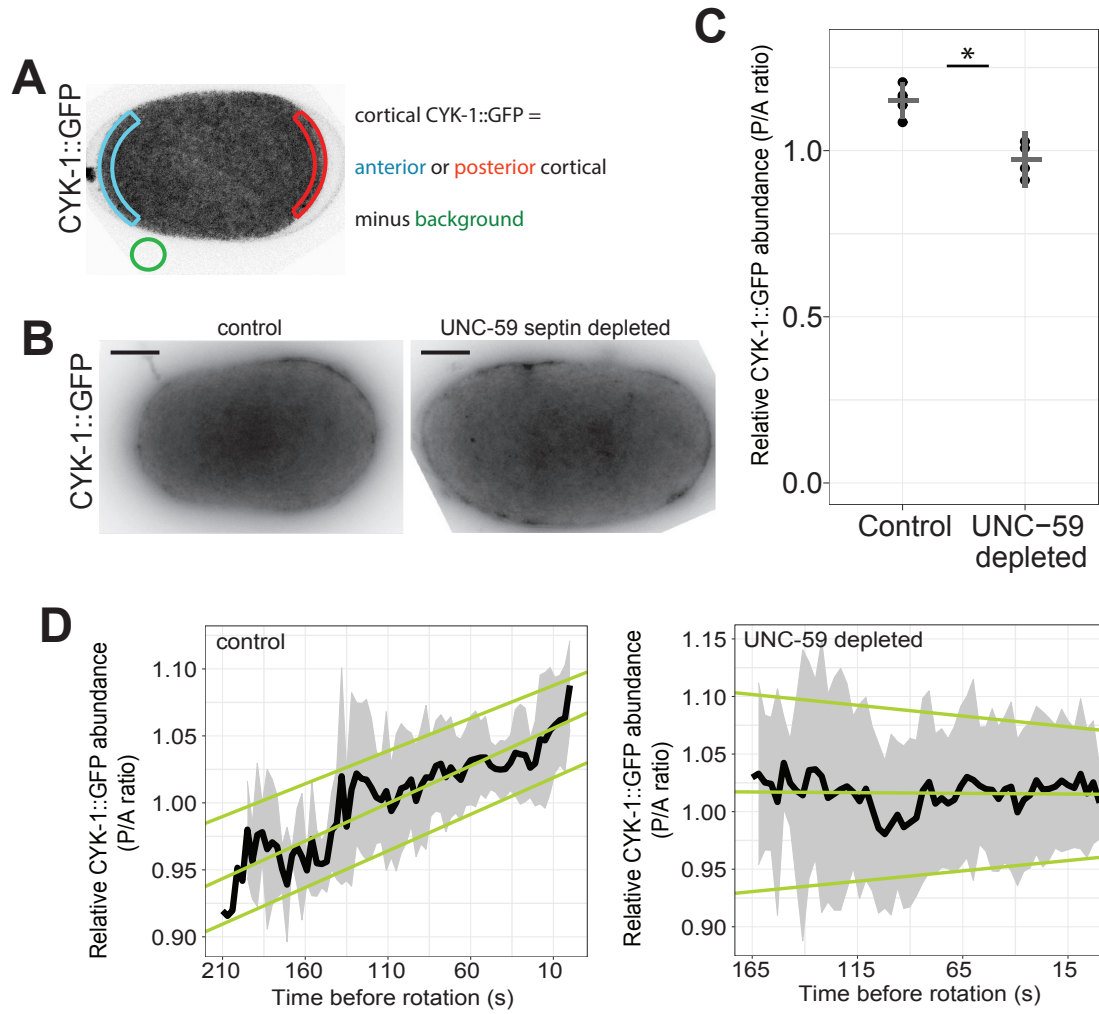 A
CYK-1::GFP
cortical CYK-1::GFP =
anterior or posterior cortical
minus background
B
CYK-1::GFP
control
UNC-59 septin depleted
C
Relative CYK-1::GFP abundance (P/A ratio)
1.0
0.5
0.0
*
Control
UNC−59
depleted
D
Relative CYK-1::GFP abundance
(P/A ratio)
control
1.10
1.05
1.00
0.95
0.90
210 160 110 60 10
Time before rotation (s)
Relative CYK-1::GFP abundance
(P/A ratio)
UNC-59 depleted
1.15
1.10
1.05
1.00
0.95
0.90
165 115 65 15
Time before rotation (s)